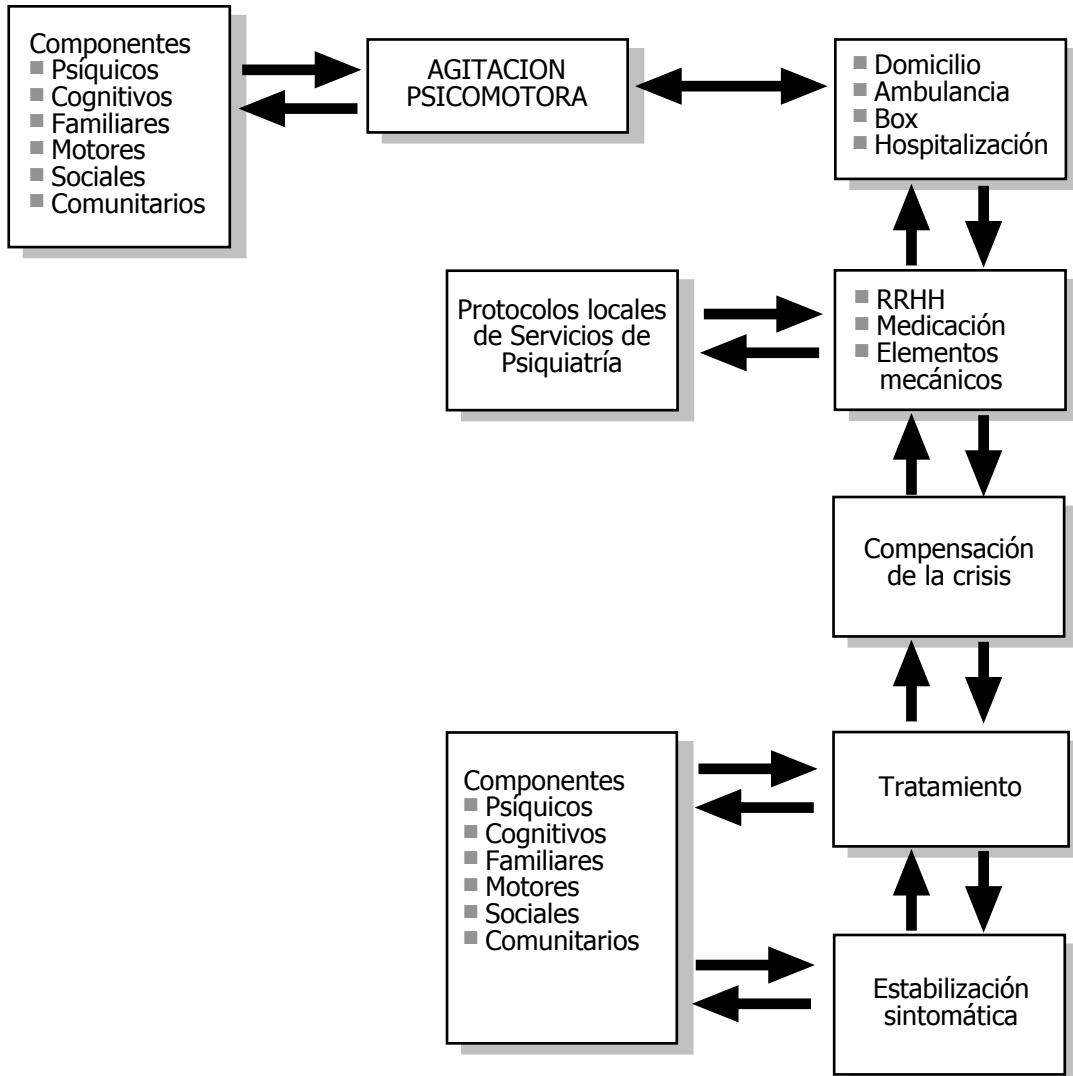 Componentes
Psíquicos
Cognitivos
Familiares
Motores
Sociales
Comunitarios
AGITACION
PSICOMOTORA
Domicilio
Ambulancia
Box
Hospitalización
Protocolos locales
de Servicios de
Psiquiatría
RRHH
Medicación
Elementos
mecánicos
Compensación
de la crisis
Componentes
Psíquicos
Cognitivos
Familiares
Motores
Sociales
Comunitarios
Tratamiento
Estabilización
sintomática